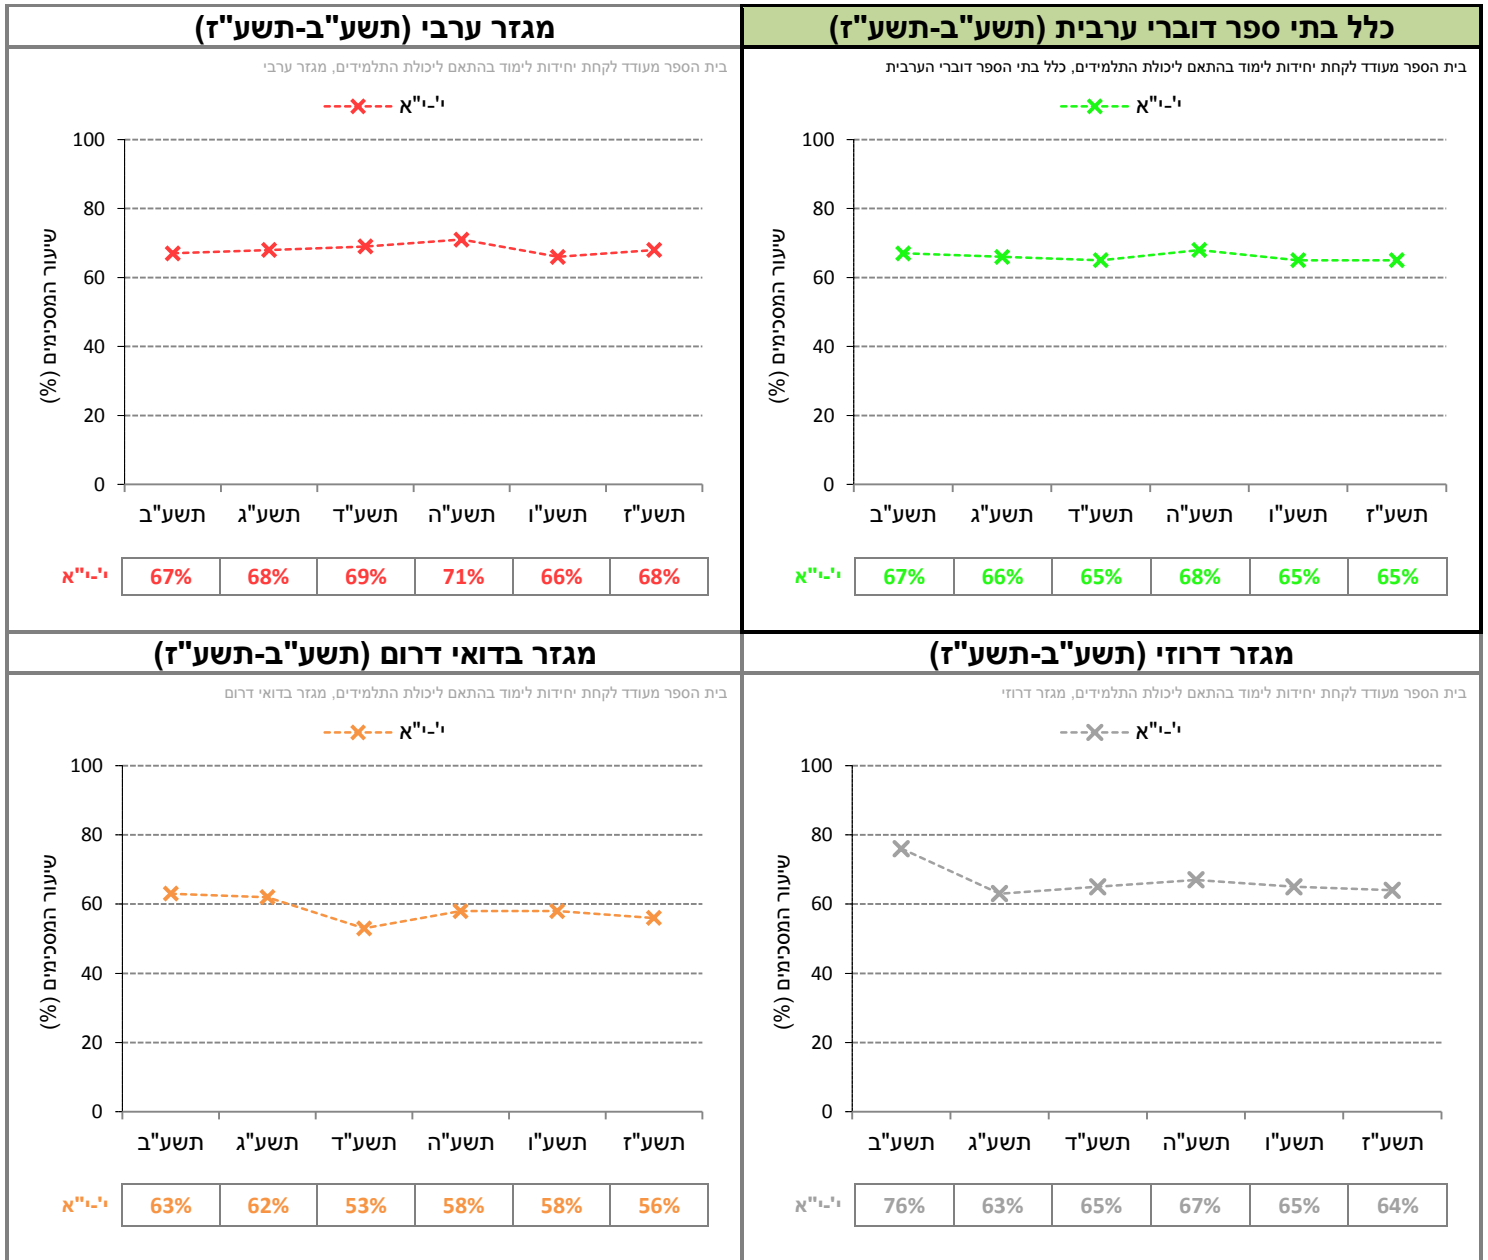 כלל בתי ספר דוברי ערבית (תשע"ב-תשע"ז)
בית הספר מעודד לקחת יחידות לימוד בהתאם ליכולת התלמידים, כלל בתי הספר דוברי הערבית
י'-י"א
שיעור המסכימים (%)
100
80
60
40
20
0
תשע"ב תשע"ג תשע"ד תשע"ה תשע"ו תשע"ז
י'-י"א 67% 66% 65% 68% 65% 65%
מגזר ערבי (תשע"ב-תשע"ז)
בית הספר מעודד לקחת יחידות לימוד בהתאם ליכולת התלמידים, מגזר ערבי
י'-י"א
שיעור המסכימים (%)
100
80
60
40
20
0
תשע"ב תשע"ג תשע"ד תשע"ה תשע"ו תשע"ז
י'-י"א 67% 68% 69% 71% 66% 68%
מגזר דרוזי (תשע"ב-תשע"ז)
בית הספר מעודד לקחת יחידות לימוד בהתאם ליכולת התלמידים, מגזר דרוזי
י'-י"א
שיעור המסכימים (%)
100
80
60
40
20
0
תשע"ב תשע"ג תשע"ד תשע"ה תשע"ו תשע"ז
י'-י"א 76% 63% 65% 67% 65% 64%
מגזר בדואי דרום (תשע"ב-תשע"ז)
בית הספר מעודד לקחת יחידות לימוד בהתאם ליכולת התלמידים, מגזר בדואי דרום
י'-י"א
שיעור המסכימים (%)
100
80
60
40
20
0
תשע"ב תשע"ג תשע"ד תשע"ה תשע"ו תשע"ז
י'-י"א 63% 62% 53% 58% 58% 56%